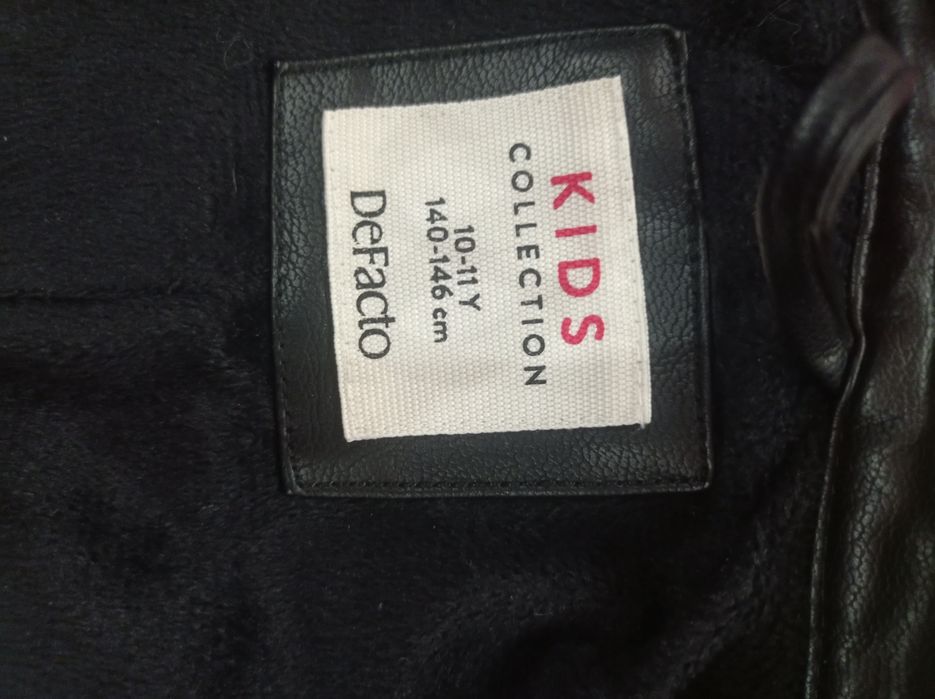 KIDS
COLLECTION
10-11 Y
140-146 cm
DeFacto